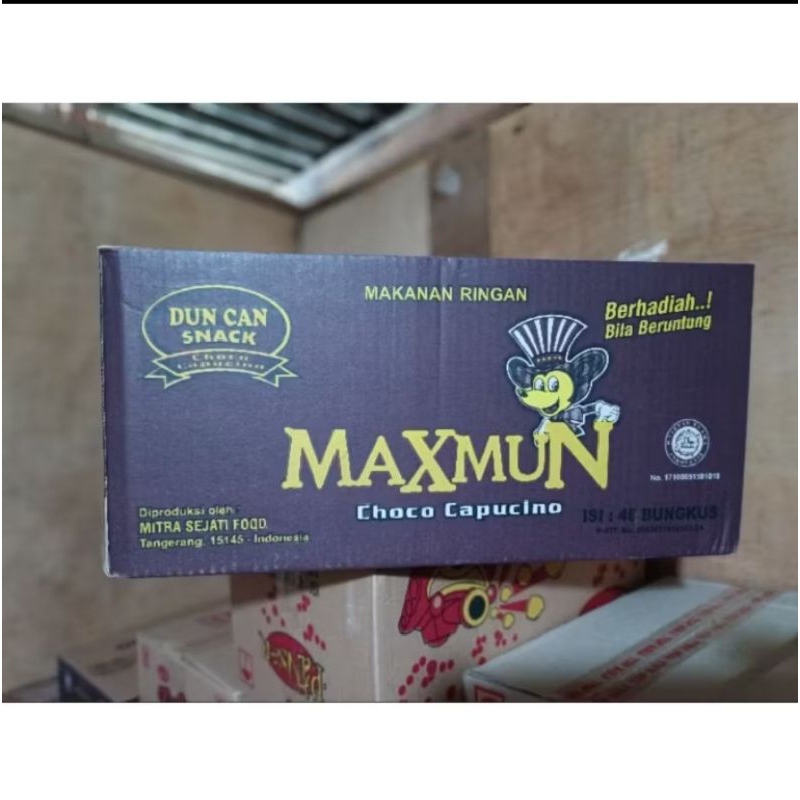 MAKANAN RINGAN
DUN CAN
SNACK
Choco
Capucino
Berhadiah..!
Bila Beruntung
MAXMUN
Choco Capucino
Diproduksi oleh :
MITRA SEJATI FOOD
Tangerang. 15145 - Indonesia
ISI : 48 BUNGKUS